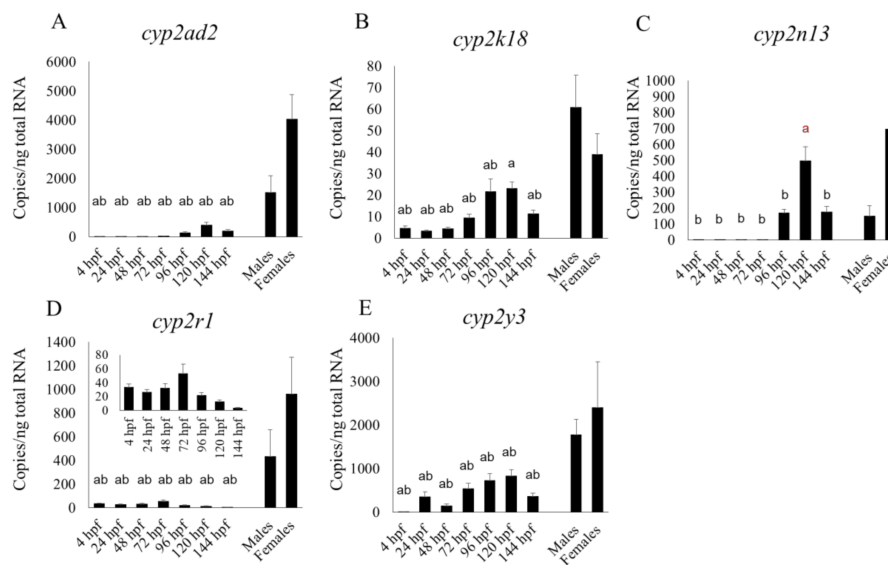 A
cyp2ad2
Copies/ng total RNA
6000
5000
4000
3000
2000
1000
0
ab ab ab ab ab ab ab
4 hpf
24 hpf
48 hpf
72 hpf
96 hpf
120 hpf
144 hpf
Males
Females
B
cyp2k18
80
70
60
50
40
30
20
10
0
ab ab ab ab ab a ab
4 hpf
24 hpf
48 hpf
72 hpf
96 hpf
120 hpf
144 hpf
Males
Females
C
cyp2n13
Copies/ng total RNA
1000
900
800
700
600
500
400
300
200
100
0
b b b b b a b
4 hpf
24 hpf
48 hpf
72 hpf
96 hpf
120 hpf
144 hpf
Males
D
cyp2r1
Copies/ng total RNA
1400
1200
1000
800
600
400
200
0
80
60
40
20
0
4 hpf
24 hpf
48 hpf
72 hpf
96 hpf
120 hpf
144 hpf
ab ab ab ab ab ab ab
4 hpf
24 hpf
48 hpf
72 hpf
96 hpf
120 hpf
144 hpf
Males
Females
E
cyp2y3
Copies/ng total RNA
4000
3000
2000
1000
0
ab ab ab ab ab ab ab
4 hpf
24 hpf
48 hpf
72 hpf
96 hpf
120 hpf
144 hpf
Males
Females